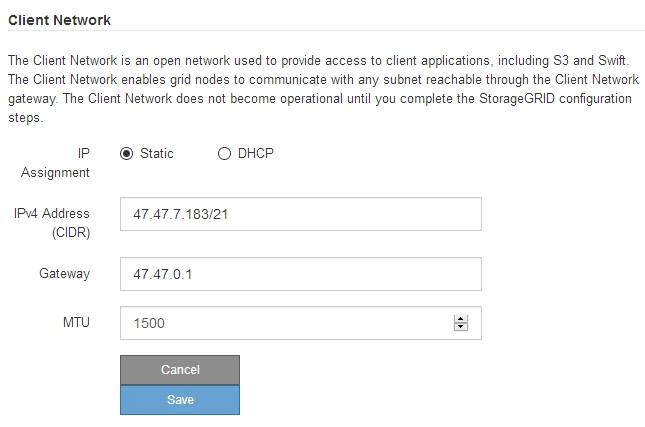 Client Network
The Client Network is an open network used to provide access to client applications, including S3 and Swift.
The Client Network enables grid nodes to communicate with any subnet reachable through the Client Network
gateway. The Client Network does not become operational until you complete the StorageGRID configuration
steps.
IP Assignment
Static
DHCP
IPv4 Address (CIDR)
47.47.7.183/21
Gateway
47.47.0.1
MTU
1500
Cancel
Save